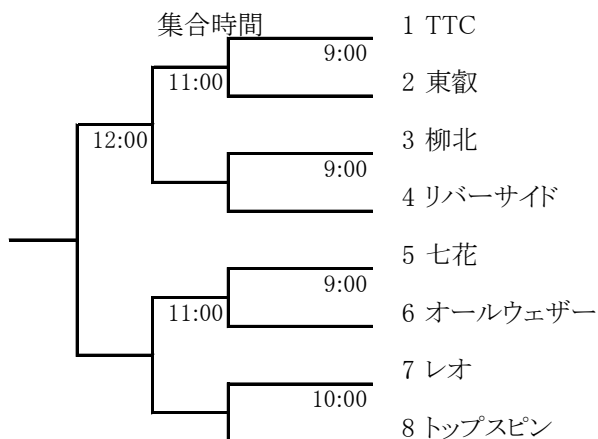 集合時間
1 TTC
9:00
11:00
2 東叡
12:00
3 柳北
9:00
4 リバーサイド
5 七花
9:00
11:00
6 オールウェザー
7 レオ
10:00
8 トップスピン